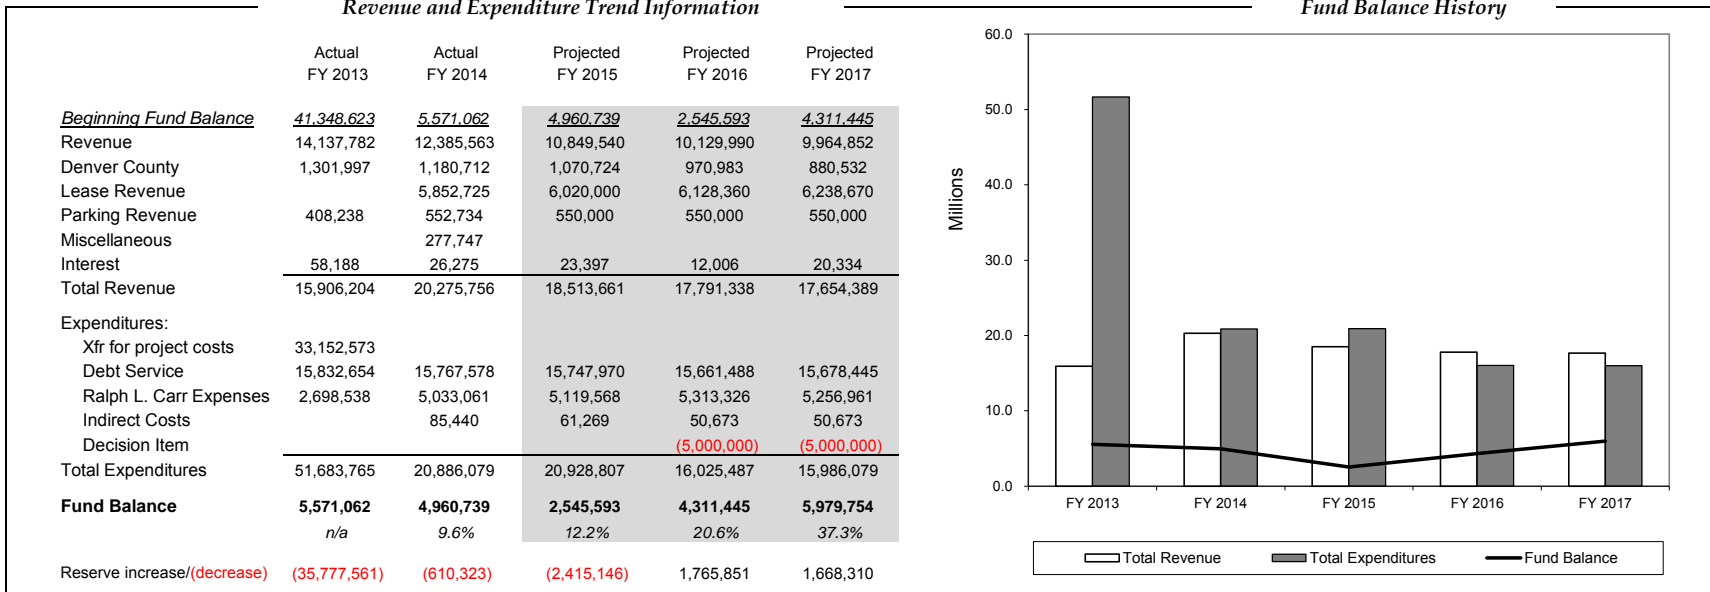 Revenue and Expenditure Trend Information
Actual Actual Projected Projected Projected
FY 2013 FY 2014 FY 2015 FY 2016 FY 2017
Beginning Fund Balance 41,348,623 5,571,062 4,960,739 2,545,593 4,311,445
Revenue 14,137,782 12,385,563 10,849,540 10,129,990 9,964,852
Denver County 1,301,997 1,180,712 1,070,724 970,983 880,532
Lease Revenue 5,852,725 6,020,000 6,128,360 6,238,670
Parking Revenue 408,238 552,734 550,000 550,000 550,000
Miscellaneous 277,747
Interest 58,188 26,275 23,397 12,006 20,334
Total Revenue 15,906,204 20,275,756 18,513,661 17,791,338 17,654,389
Expenditures:
Xfr for project costs 33,152,573
Debt Service 15,832,654 15,767,578 15,747,970 15,661,488 15,678,445
Ralph L. Carr Expenses 2,698,538 5,033,061 5,119,568 5,313,326 5,256,961
Indirect Costs 85,440 61,269 50,673 50,673
Decision Item (5,000,000) (5,000,000)
Total Expenditures 51,683,765 20,886,079 20,928,807 16,025,487 15,986,079
Fund Balance 5,571,062 4,960,739 2,545,593 4,311,445 5,979,754
n/a 9.6% 12.2% 20.6% 37.3%
Reserve increase/(decrease) (35,777,561) (610,323) (2,415,146) 1,765,851 1,668,310
Fund Balance History
Millions
60.0
50.0
40.0
30.0
20.0
10.0
0.0
FY 2013 FY 2014 FY 2015 FY 2016 FY 2017
Total Revenue Total Expenditures Fund Balance